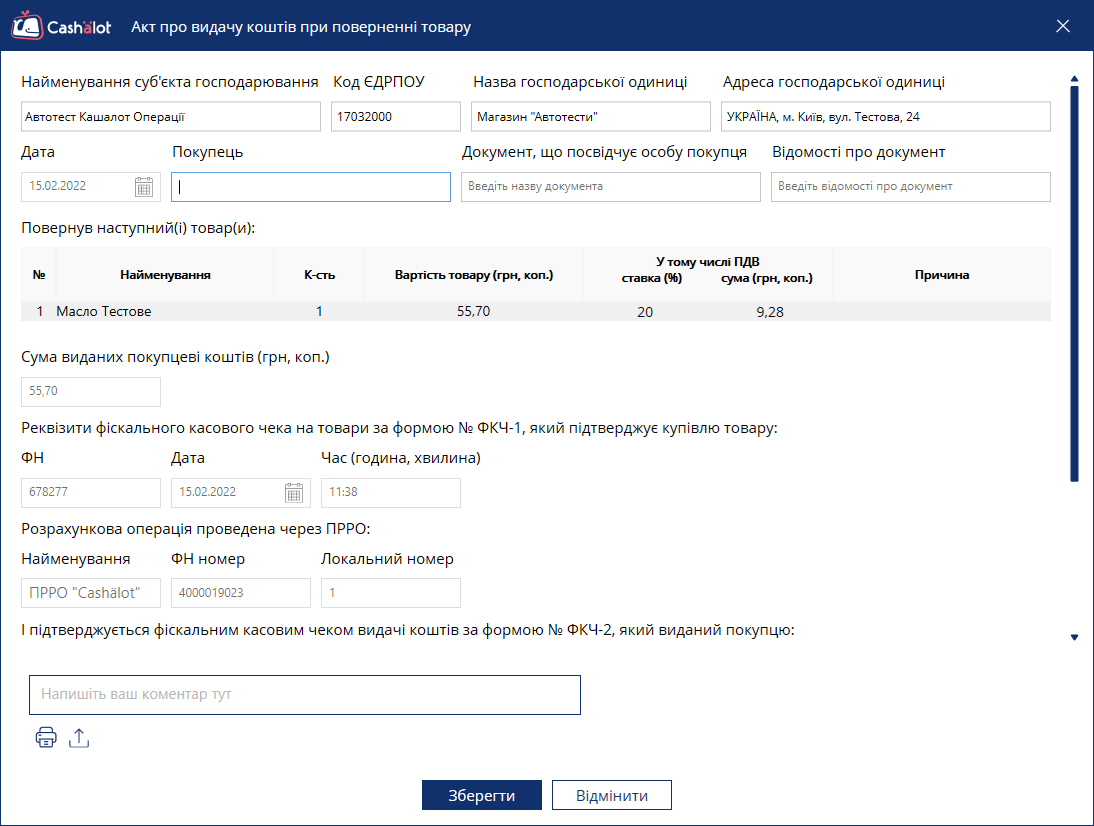 Cashälot Акт про видачу коштів при поверненні товару
Найменування суб'єкта господарювання Код ЄДРПОУ Назва господарської одиниці Адреса господарської одиниці
Автотест Кашалот Операції 17032000 Магазин "Автотести" УКРАЇНА, м. Київ, вул. Тестова, 24
Дата Покупець Документ, що посвідчує особу покупця Відомості про документ
15.02.2022 Введіть назву документа Введіть відомості про документ
Повернув наступний(і) товар(и):
№ Найменування К-сть Вартість товару (грн, коп.) У тому числі ПДВ Причина
ставка (%) сума (грн, коп.)
1 Масло Тестове 1 55,70 20 9,28
Сума виданих покупцеві коштів (грн, коп.)
55,70
Реквізити фіскального касового чека на товари за формою № ФКЧ-1, який підтверджує купівлю товару:
ФН Дата Час (година, хвилина)
678277 15.02.2022 11:38
Розрахункова операція проведена через ПРРО:
Найменування ФН номер Локальний номер
ПРРО "Cashälot" 4000019023 1
І підтверджується фіскальним касовим чеком видачі коштів за формою № ФКЧ-2, який виданий покупцю:
Напишіть ваш коментар тут
Зберегти Відмінити